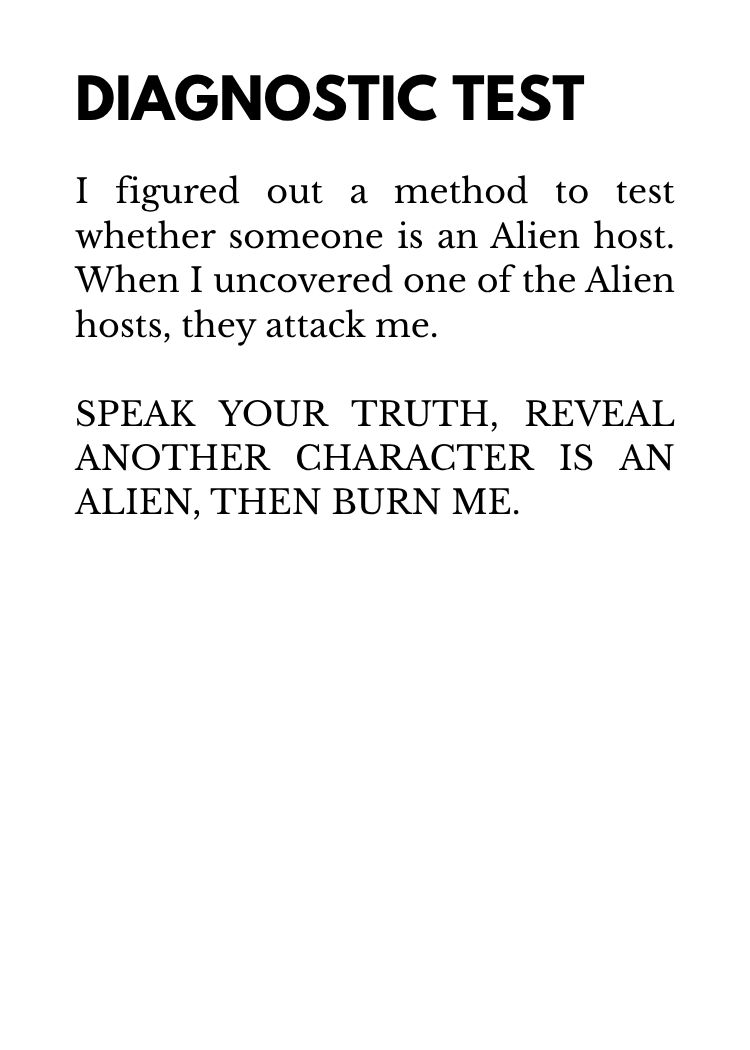 DIAGNOSTIC TEST
I figured out a method to test
whether someone is an Alien host.
When I uncovered one of the Alien
hosts, they attack me.
SPEAK YOUR TRUTH, REVEAL
ANOTHER CHARACTER IS AN
ALIEN, THEN BURN ME.